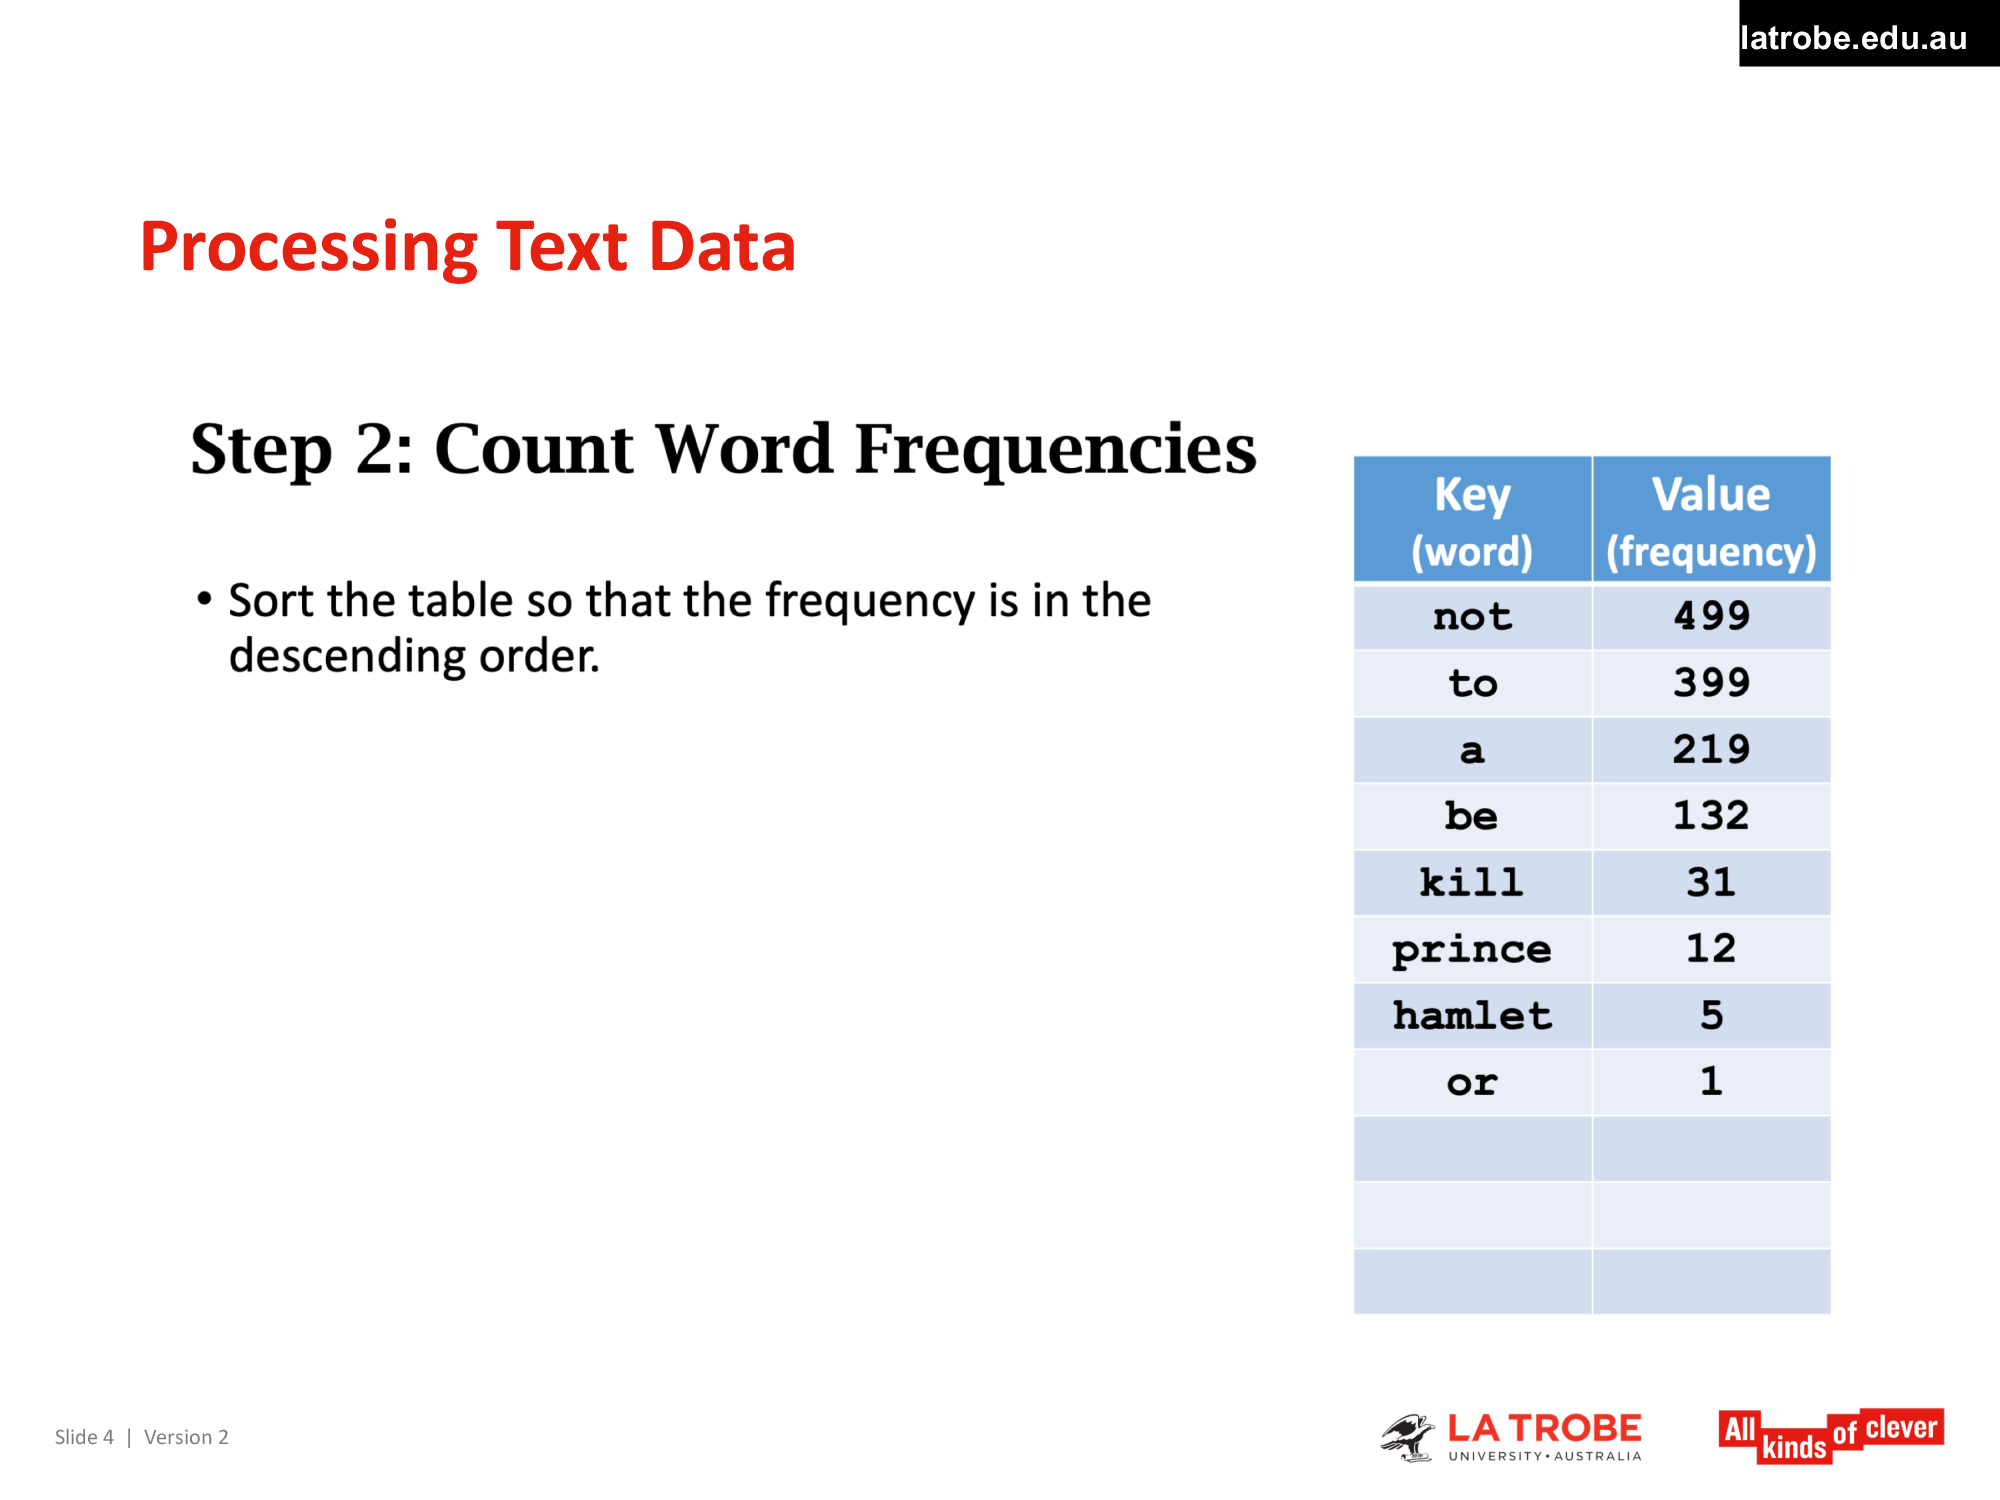 latrobe.edu.au
Processing Text Data
Step 2: Count Word Frequencies
• Sort the table so that the frequency is in the
descending order.
Key Value
(word) (frequency)
not 499
to 399
a 219
be 132
kill 31
prince 12
hamlet 5
or 1
Slide 4 | Version 2
LA TROBE
UNIVERSITY • AUSTRALIA
All kinds of clever